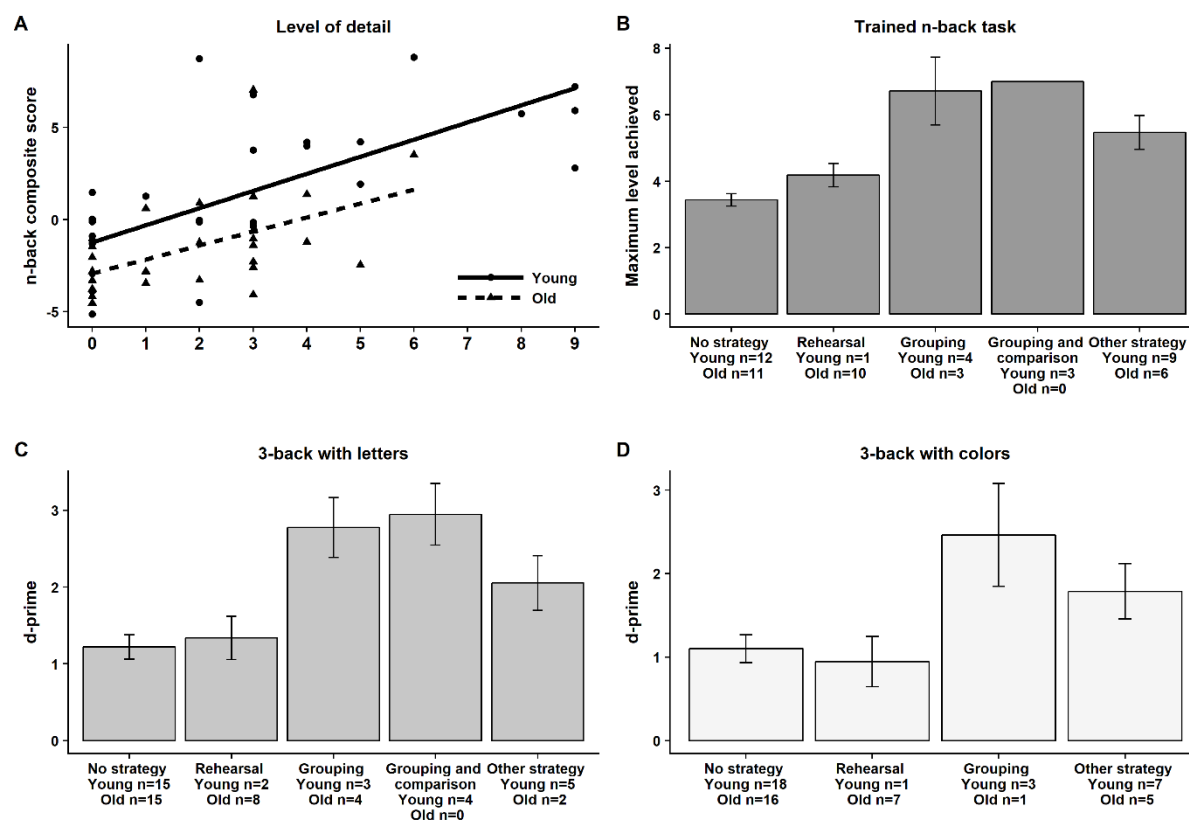 A
Level of detail
n-back composite score
5
0
-5
Young
Old
0 1 2 3 4 5 6 7 8 9
B
Trained n-back task
Maximum level achieved
8
6
4
2
0
No strategy
Young n=12
Old n=11
Rehearsal
Young n=1
Old n=10
Grouping
Young n=4
Old n=3
Grouping and
comparison
Young n=3
Old n=0
Other strategy
Young n=9
Old n=6
C
3-back with letters
d-prime
3
2
1
0
No strategy
Young n=15
Old n=15
Rehearsal
Young n=2
Old n=8
Grouping
Young n=3
Old n=4
Grouping and
comparison
Young n=4
Old n=0
Other strategy
Young n=5
Old n=2
D
3-back with colors
d-prime
3
2
1
0
No strategy
Young n=18
Old n=16
Rehearsal
Young n=1
Old n=7
Grouping
Young n=3
Old n=1
Other strategy
Young n=7
Old n=5